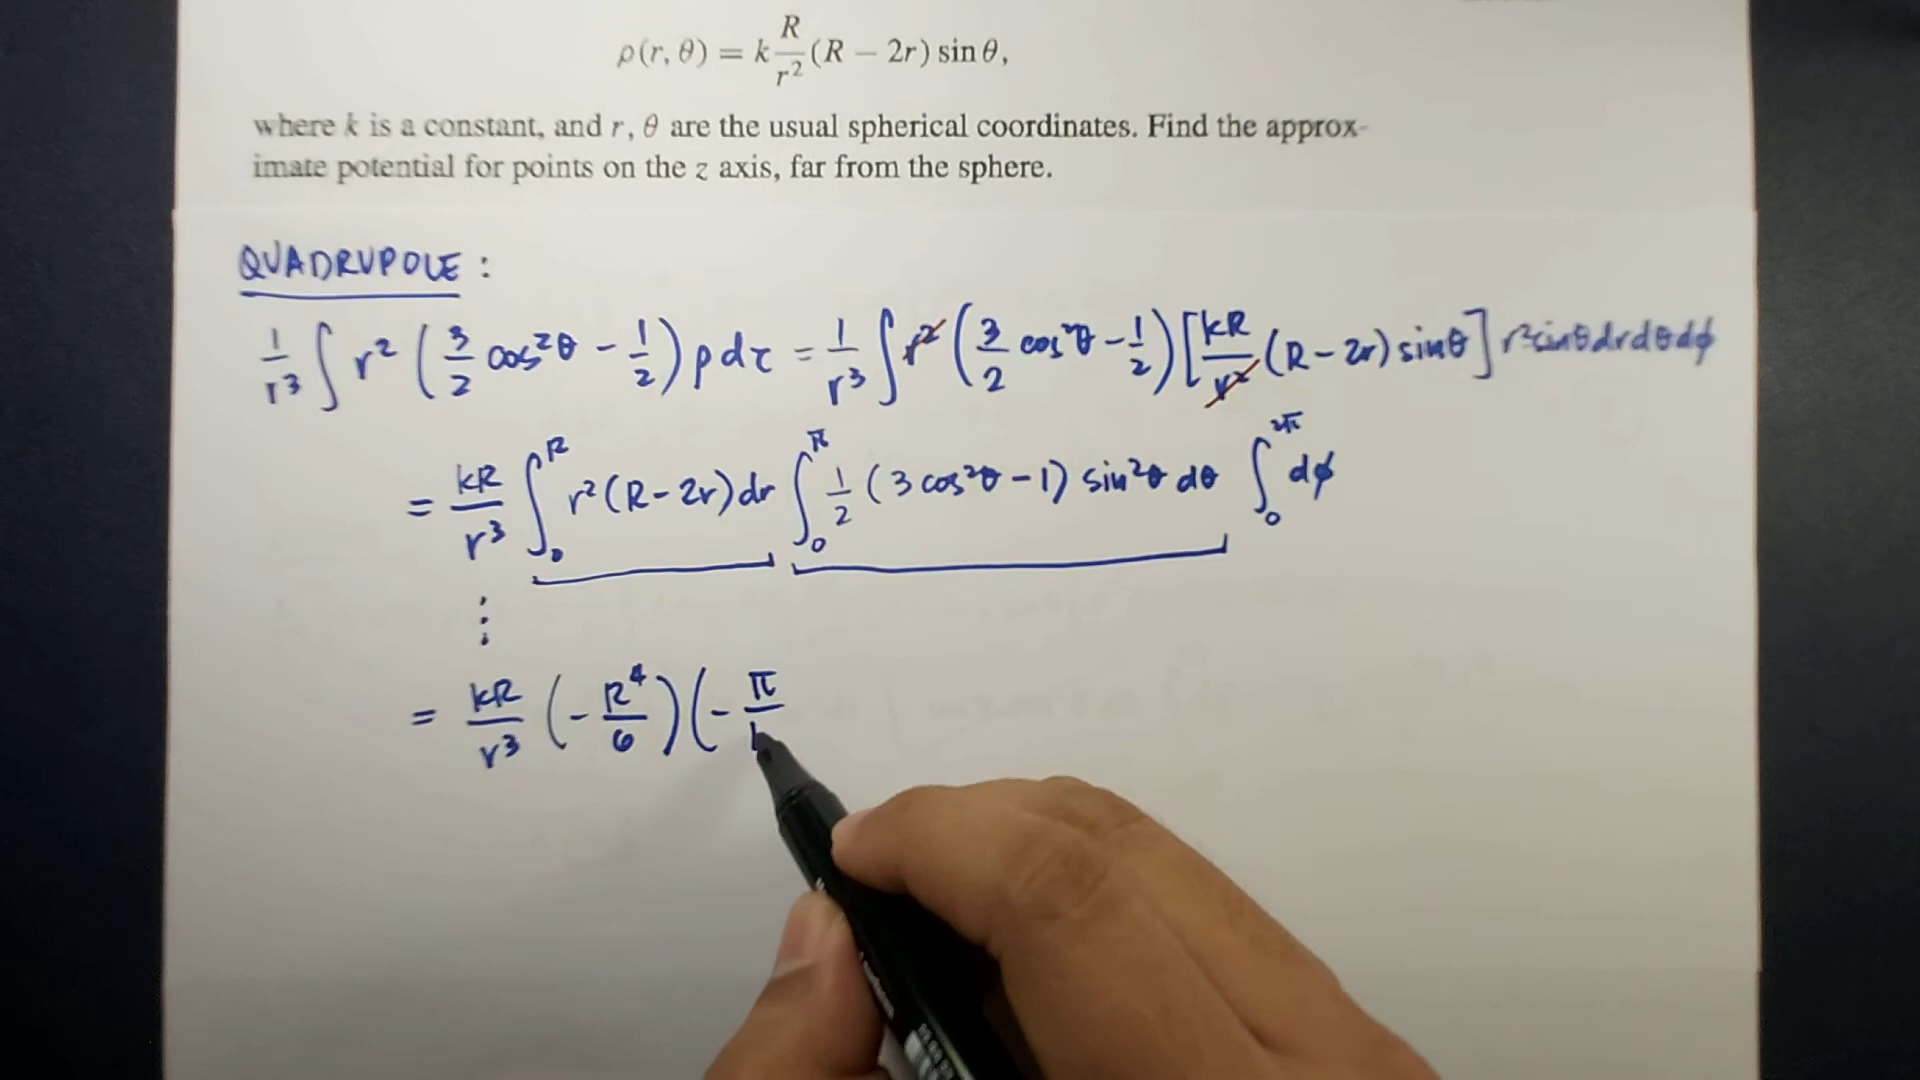 ρ(r, θ) = k R/r² (R − 2r) sin θ,
where k is a constant, and r, θ are the usual spherical coordinates. Find the approx-
imate potential for points on the z axis, far from the sphere.
QUADRUPOLE :
1/r³ ∫ r² (3/2 cos²θ − 1/2) ρ dτ = 1/r³ ∫ r² (3/2 cos²θ − 1/2) [kR/r² (R − 2r) sinθ] r² sinθ dr dθ dϕ
= kR/r³ ∫₀ᴿ r² (R − 2r) dr ∫₀^π 1/2 (3 cos²θ − 1) sin²θ dθ ∫₀^2π dϕ
⋮
= kR/r³ (− R⁴/6) (− π/